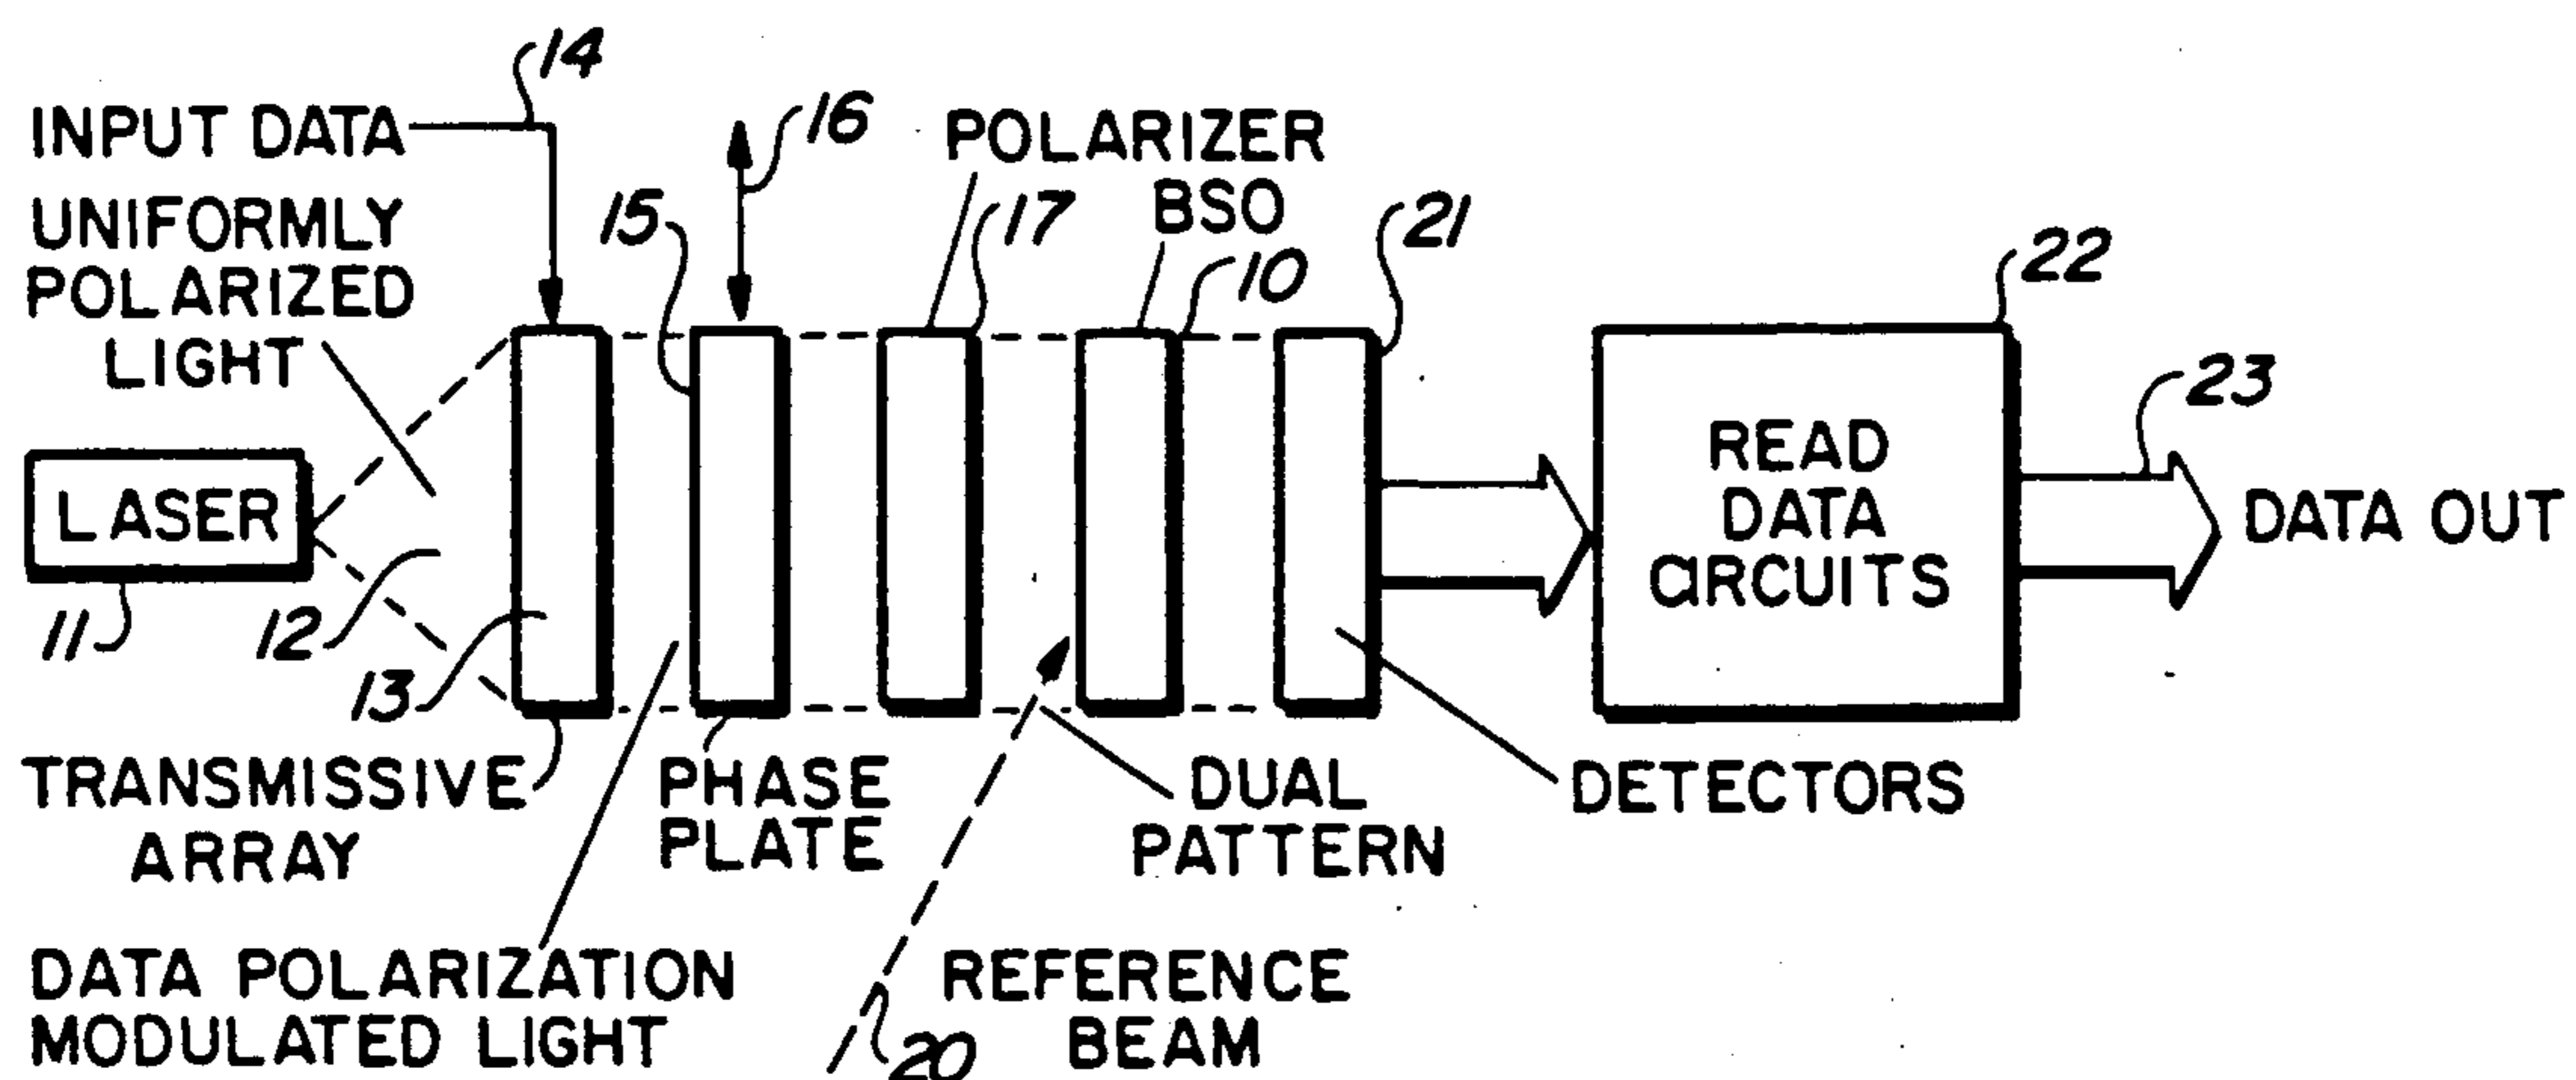 14
INPUT DATA
16
POLARIZER
BSO
UNIFORMLY
POLARIZED
LIGHT
15
17
10
21
22
23
LASER
11
12
13
READ
DATA
CIRCUITS
DATA OUT
TRANSMISSIVE
ARRAY
PHASE
PLATE
DUAL
PATTERN
DETECTORS
DATA POLARIZATION
MODULATED LIGHT
REFERENCE
BEAM
20